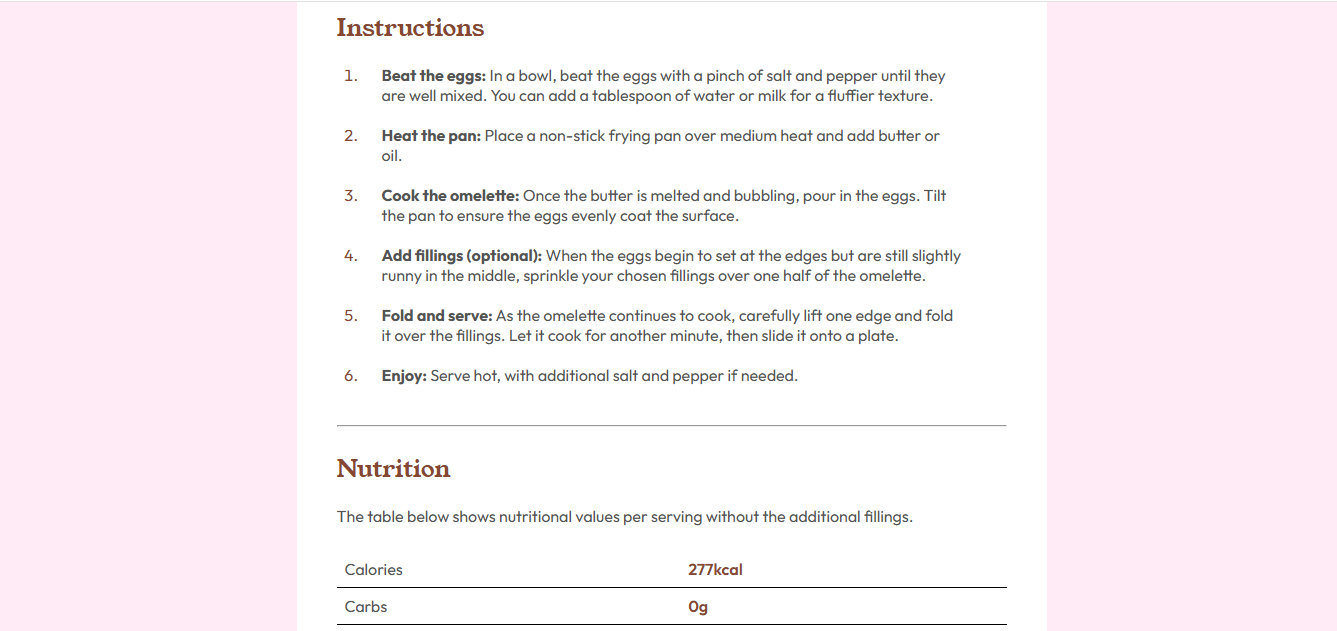 Instructions
1. Beat the eggs: In a bowl, beat the eggs with a pinch of salt and pepper until they
are well mixed. You can add a tablespoon of water or milk for a fluffier texture.
2. Heat the pan: Place a non-stick frying pan over medium heat and add butter or
oil.
3. Cook the omelette: Once the butter is melted and bubbling, pour in the eggs. Tilt
the pan to ensure the eggs evenly coat the surface.
4. Add fillings (optional): When the eggs begin to set at the edges but are still slightly
runny in the middle, sprinkle your chosen fillings over one half of the omelette.
5. Fold and serve: As the omelette continues to cook, carefully lift one edge and fold
it over the fillings. Let it cook for another minute, then slide it onto a plate.
6. Enjoy: Serve hot, with additional salt and pepper if needed.
Nutrition
The table below shows nutritional values per serving without the additional fillings.
Calories 277kcal
Carbs 0g